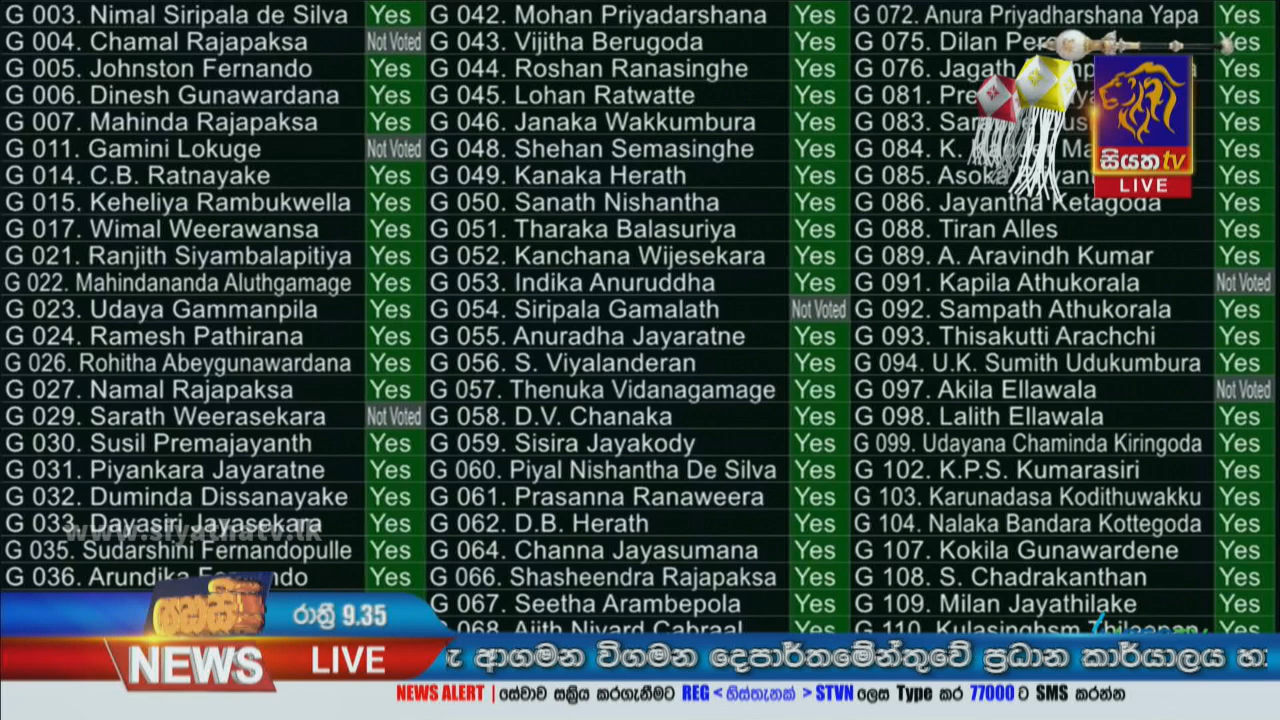 G 003. Nimal Siripala de Silva Yes
G 004. Chamal Rajapaksa Not Voted
G 005. Johnston Fernando Yes
G 006. Dinesh Gunawardana Yes
G 007. Mahinda Rajapaksa Yes
G 011. Gamini Lokuge Not Voted
G 014. C.B. Ratnayake Yes
G 015. Keheliya Rambukwella Yes
G 017. Wimal Weerawansa Yes
G 021. Ranjith Siyambalapitiya Yes
G 022. Mahindananda Aluthgamage Yes
G 023. Udaya Gammanpila Yes
G 024. Ramesh Pathirana Yes
G 026. Rohitha Abeygunawardana Yes
G 027. Namal Rajapaksa Yes
G 029. Sarath Weerasekara Not Voted
G 030. Susil Premajayanth Yes
G 031. Piyankara Jayaratne Yes
G 032. Duminda Dissanayake Yes
G 033. Dayasiri Jayasekara Yes
G 035. Sudarshini Fernandopulle Yes
G 036. Arundika Yes
G 042. Mohan Priyadarshana Yes
G 043. Vijitha Berugoda Yes
G 044. Roshan Ranasinghe Yes
G 045. Lohan Ratwatte Yes
G 046. Janaka Wakkumbura Yes
G 048. Shehan Semasinghe Yes
G 049. Kanaka Herath Yes
G 050. Sanath Nishantha Yes
G 051. Tharaka Balasuriya Yes
G 052. Kanchana Wijesekara Yes
G 053. Indika Anuruddha Yes
G 054. Siripala Gamalath Not Voted
G 055. Anuradha Jayaratne Yes
G 056. S. Viyalanderan Yes
G 057. Thenuka Vidanagamage Yes
G 058. D.V. Chanaka Yes
G 059. Sisira Jayakody Yes
G 060. Piyal Nishantha De Silva Yes
G 061. Prasanna Ranaweera Yes
G 062. D.B. Herath Yes
G 064. Channa Jayasumana Yes
G 066. Shasheendra Rajapaksa Yes
G 067. Seetha Arambepola Yes
G 068. Ajith Nivard Cabraal Yes
G 072. Anura Priyadharshana Yapa Yes
G 075. Dilan Yes
G 076. Jagath Yes
G 081. Yes
G 083. Yes
G 084. K. Yes
G 085. Asoka Yes
G 086. Jayantha Ketagoda Yes
G 088. Tiran Alles Yes
G 089. A. Aravindh Kumar Yes
G 091. Kapila Athukorala Not Voted
G 092. Sampath Athukorala Yes
G 093. Thisakutti Arachchi Yes
G 094. U.K. Sumith Udukumbura Yes
G 097. Akila Ellawala Not Voted
G 098. Lalith Ellawala Yes
G 099. Udayana Chaminda Kiringoda Yes
G 102. K.P.S. Kumarasiri Yes
G 103. Karunadasa Kodithuwakku Yes
G 104. Nalaka Bandara Kottegoda Yes
G 107. Kokila Gunawardene Yes
G 108. S. Chadrakanthan Yes
G 109. Milan Jayathilake Yes
G 110. Kulasinghsm Yes
සියත tv
LIVE
www.siyathatv.lk
රාත්‍රී 9.35
NEWS LIVE
ආගමන විගමන දෙපාර්තමේන්තුවේ ප්‍රධාන කාර්යාලය හා
NEWS ALERT | සේවාව සක්‍රිය කරගැනීමට REG < හිස්තැනක් > STVN ලෙස Type කර 77000 ට SMS කරන්න